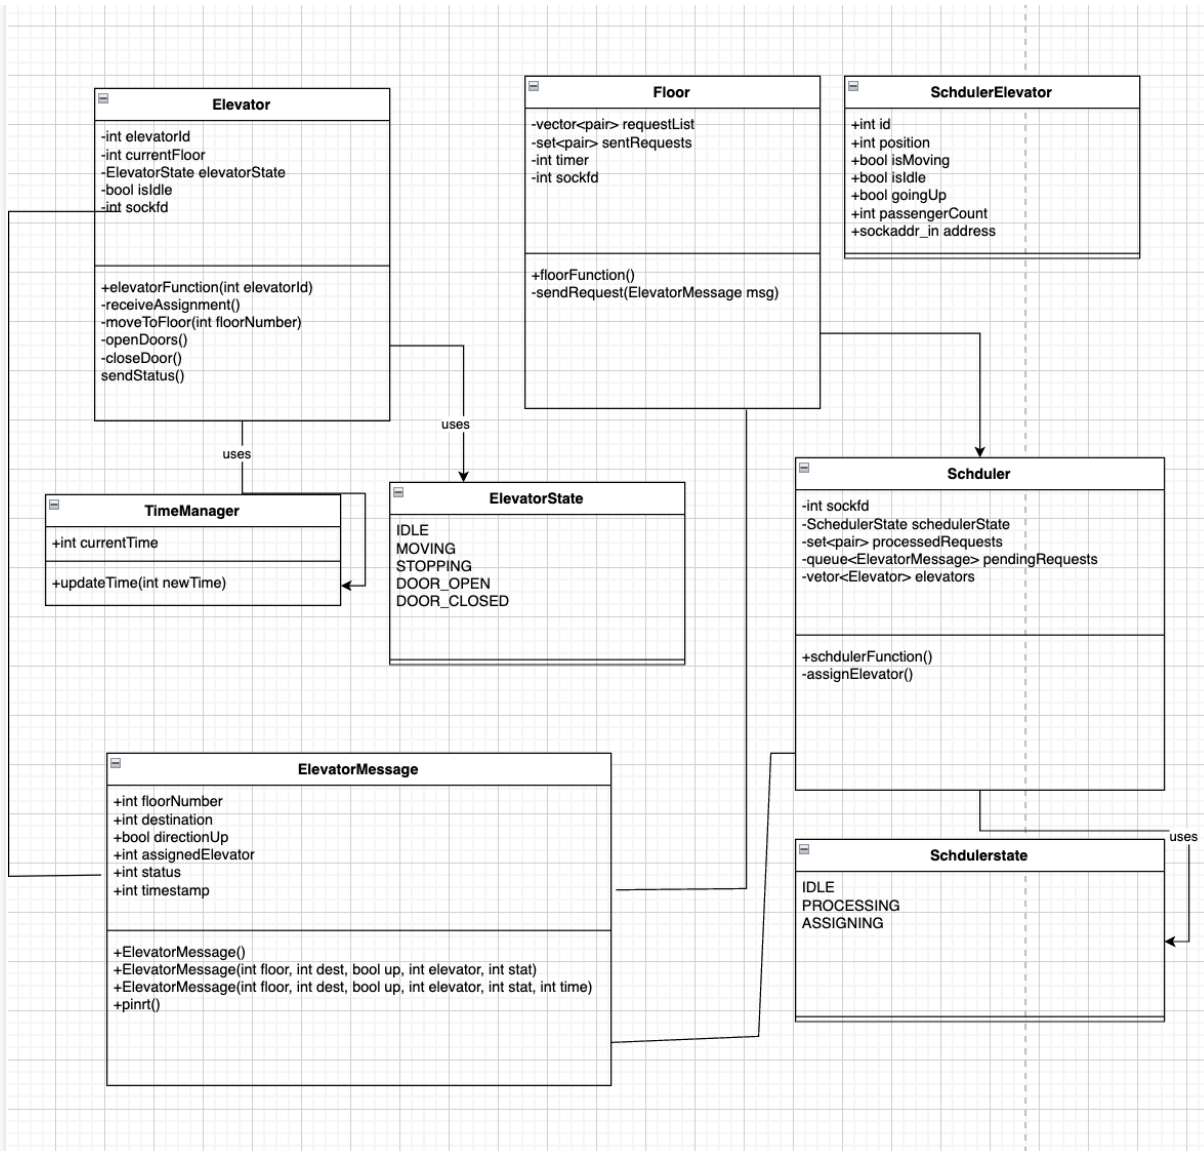 Elevator
-int elevatorId
-int currentFloor
-ElevatorState elevatorState
-bool isIdle
-int sockfd
+elevatorFunction(int elevatorId)
-receiveAssignment()
-moveToFloor(int floorNumber)
-openDoors()
-closeDoor()
sendStatus()
Floor
-vector<pair> requestList
-set<pair> sentRequests
-int timer
-int sockfd
+floorFunction()
-sendRequest(ElevatorMessage msg)
SchdulerElevator
+int id
+int position
+bool isMoving
+bool isIdle
+bool goingUp
+int passengerCount
+sockaddr_in address
uses
uses
TimeManager
+int currentTime
+updateTime(int newTime)
ElevatorState
IDLE
MOVING
STOPPING
DOOR_OPEN
DOOR_CLOSED
Schduler
-int sockfd
-SchedulerState schedulerState
-set<pair> processedRequests
-queue<ElevatorMessage> pendingRequests
-vetor<Elevator> elevators
+schdulerFunction()
-assignElevator()
ElevatorMessage
+int floorNumber
+int destination
+bool directionUp
+int assignedElevator
+int status
+int timestamp
+ElevatorMessage()
+ElevatorMessage(int floor, int dest, bool up, int elevator, int stat)
+ElevatorMessage(int floor, int dest, bool up, int elevator, int stat, int time)
+pinrt()
uses
Schdulerstate
IDLE
PROCESSING
ASSIGNING